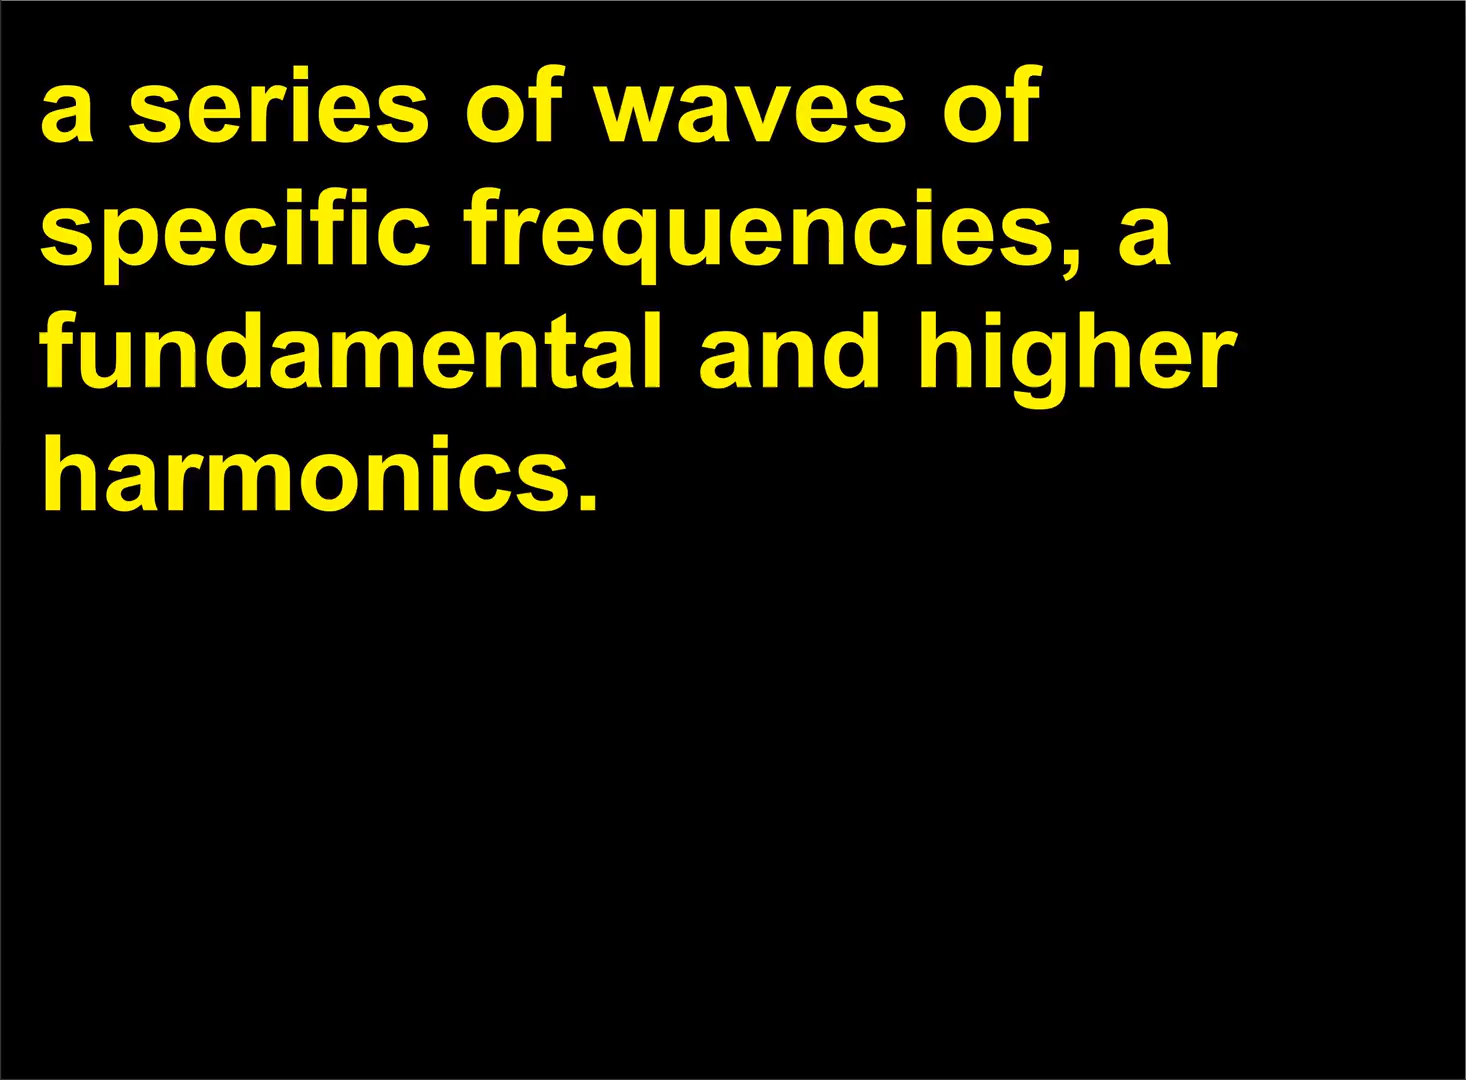 a series of waves of
specific frequencies, a
fundamental and higher
harmonics.